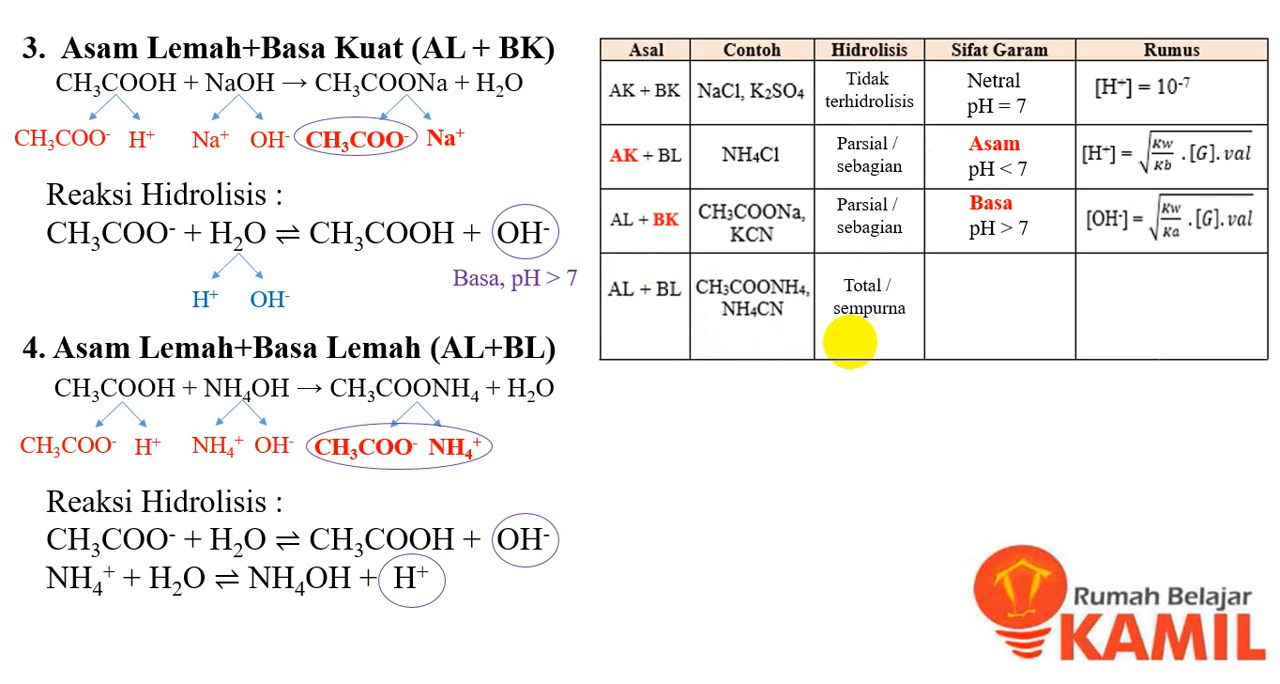 3. Asam Lemah+Basa Kuat (AL + BK)
CH₃COOH + NaOH → CH₃COONa + H₂O
CH₃COO⁻ H⁺ Na⁺ OH⁻ CH₃COO⁻ Na⁺
Reaksi Hidrolisis :
CH₃COO⁻ + H₂O ⇌ CH₃COOH + OH⁻
Basa, pH > 7
H⁺ OH⁻
4. Asam Lemah+Basa Lemah (AL+BL)
CH₃COOH + NH₄OH → CH₃COONH₄ + H₂O
CH₃COO⁻ H⁺ NH₄⁺ OH⁻ CH₃COO⁻ NH₄⁺
Reaksi Hidrolisis :
CH₃COO⁻ + H₂O ⇌ CH₃COOH + OH⁻
NH₄⁺ + H₂O ⇌ NH₄OH + H⁺
Asal Contoh Hidrolisis Sifat Garam Rumus
AK + BK NaCl, K₂SO₄ Tidak terhidrolisis Netral pH = 7 [H⁺] = 10⁻⁷
AK + BL NH₄Cl Parsial / sebagian Asam pH < 7 [H⁺] = √(Kw/Kb) . [G]. val
AL + BK CH₃COONa, KCN Parsial / sebagian Basa pH > 7 [OH⁻] = √(Kw/Ka) . [G]. val
AL + BL CH₃COONH₄, NH₄CN Total / sempurna
Rumah Belajar
KAMIL